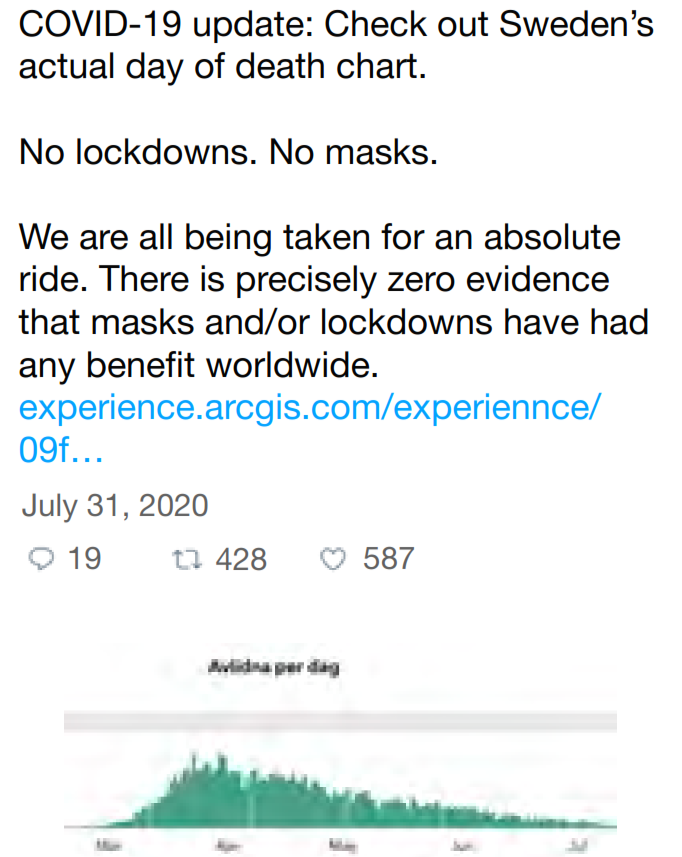 COVID-19 update: Check out Sweden’s
actual day of death chart.
No lockdowns. No masks.
We are all being taken for an absolute
ride. There is precisely zero evidence
that masks and/or lockdowns have had
any benefit worldwide.
experience.arcgis.com/experiennce/
09f…
July 31, 2020
19 428 587
Avlidna per dag
Mar Apr May Jun Jul